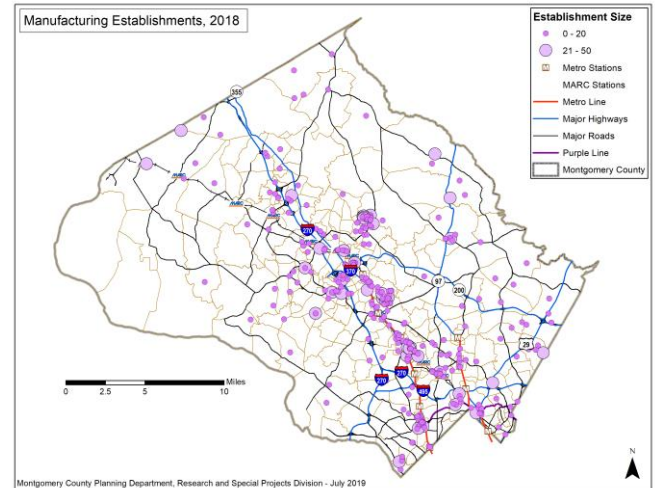 Manufacturing Establishments, 2018
Establishment Size
0 - 20
21 - 50
Metro Stations
MARC Stations
Metro Line
Major Highways
Major Roads
Purple Line
Montgomery County
355
270
370
97
200
29
270
270
495
0 2.5 5 10
Miles
N
Montgomery County Planning Department, Research and Special Projects Division - July 2019